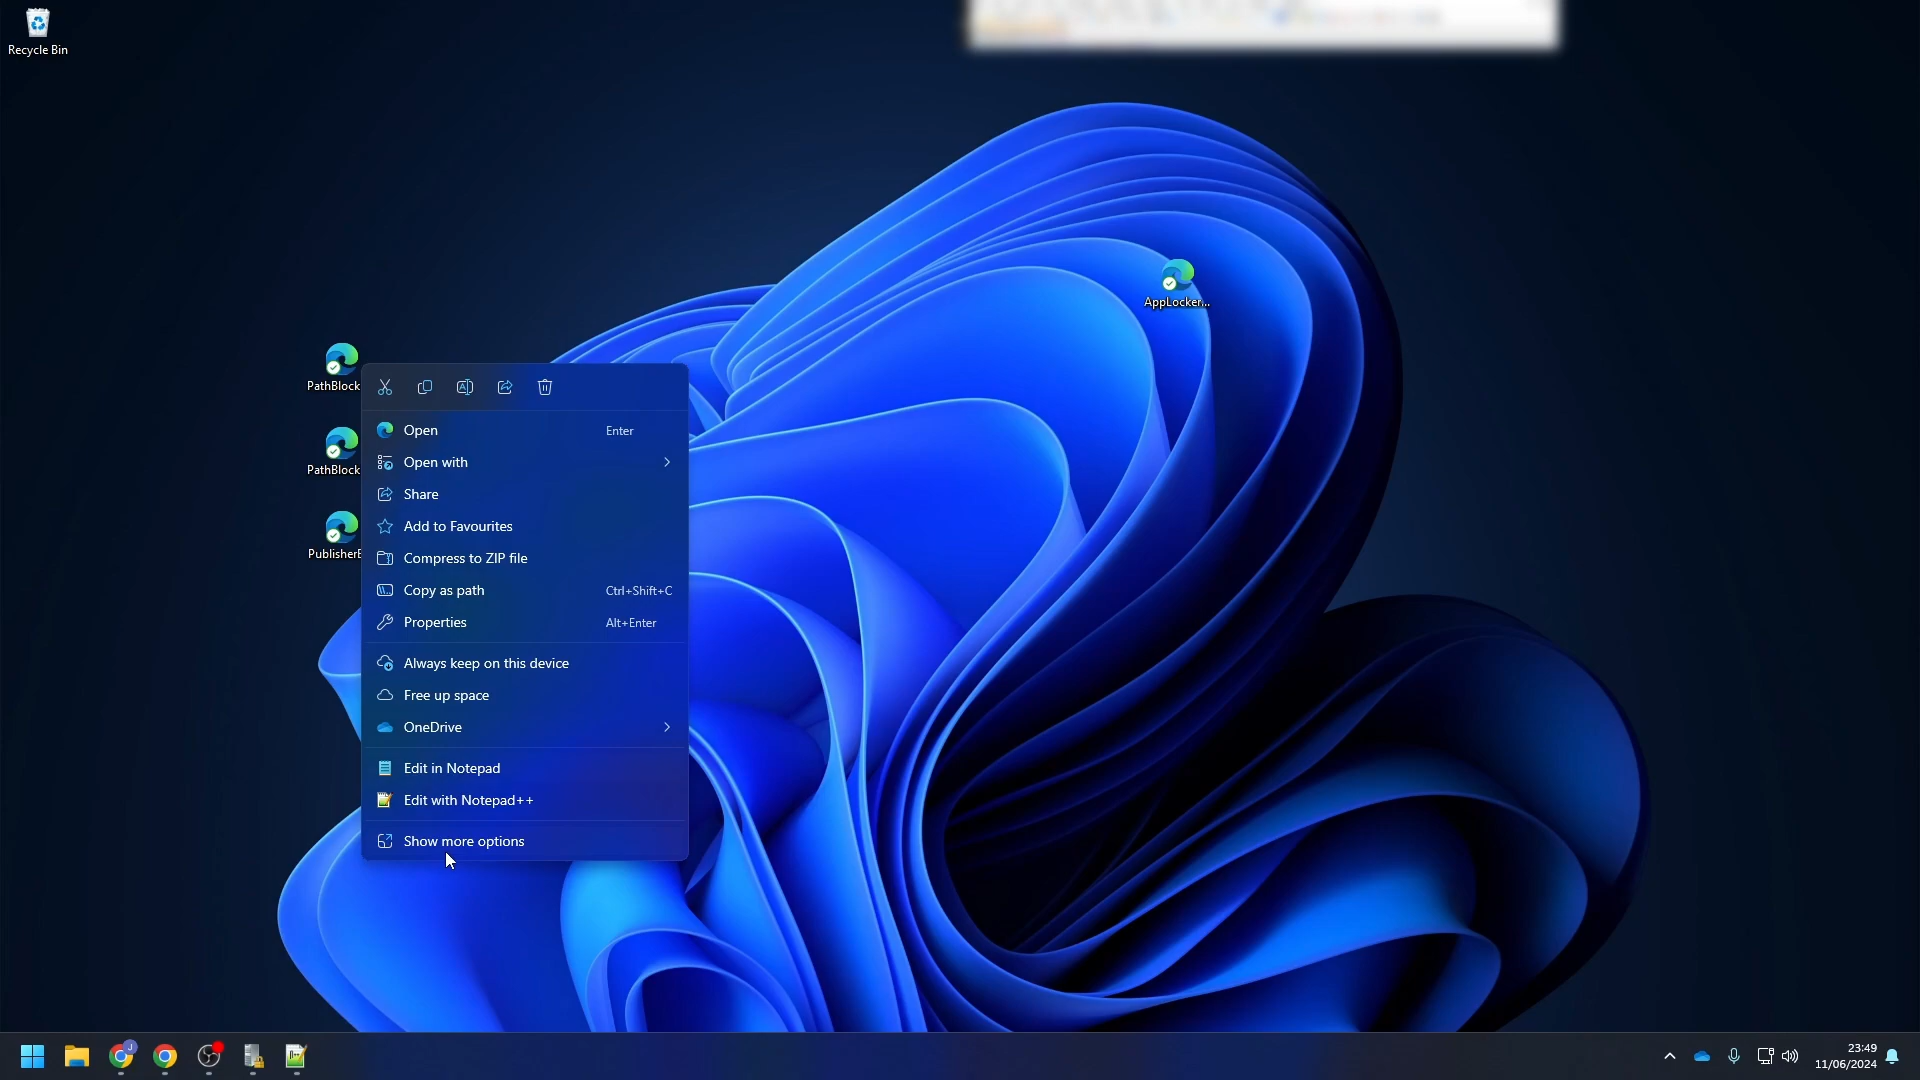 Recycle Bin
AppLocker...
PathBlock
PathBlock
PublisherE
Open Enter
Open with
Share
Add to Favourites
Compress to ZIP file
Copy as path Ctrl+Shift+C
Properties Alt+Enter
Always keep on this device
Free up space
OneDrive
Edit in Notepad
Edit with Notepad++
Show more options
J
23:49
11/06/2024